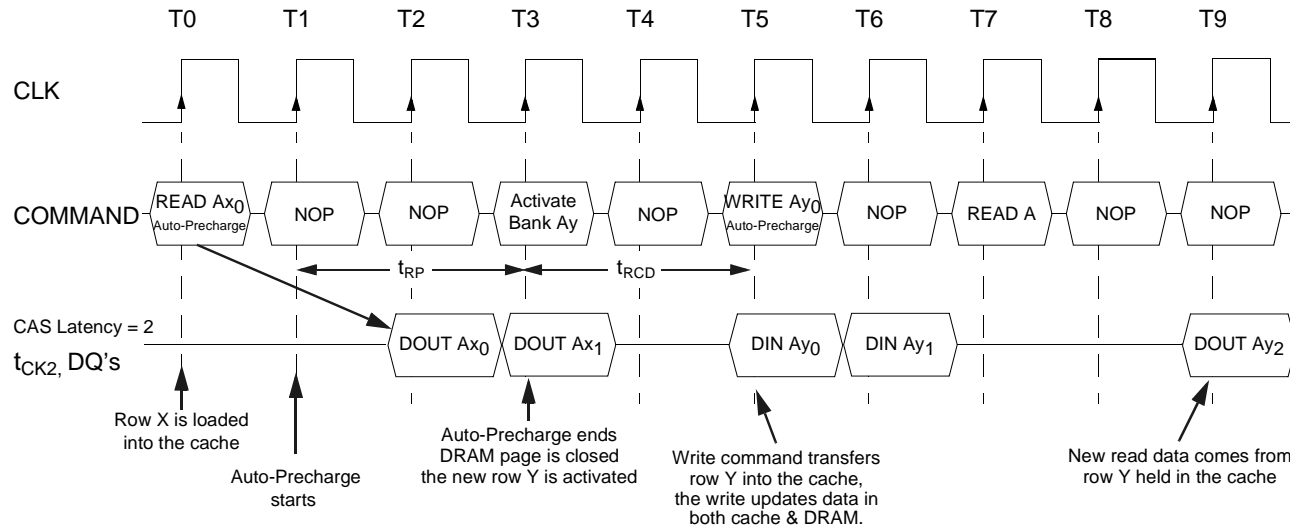 T0 T1 T2 T3 T4 T5 T6 T7 T8 T9
CLK
COMMAND
READ Ax0
Auto-Precharge
NOP
NOP
Activate
Bank Ay
NOP
WRITE Ay0
Auto-Precharge
NOP
READ A
NOP
NOP
tRP
tRCD
CAS Latency = 2
tCK2, DQ's
DOUT Ax0
DOUT Ax1
DIN Ay0
DIN Ay1
DOUT Ay2
Row X is loaded
into the cache
Auto-Precharge
starts
Auto-Precharge ends
DRAM page is closed
the new row Y is activated
Write command transfers
row Y into the cache,
the write updates data in
both cache & DRAM.
New read data comes from
row Y held in the cache